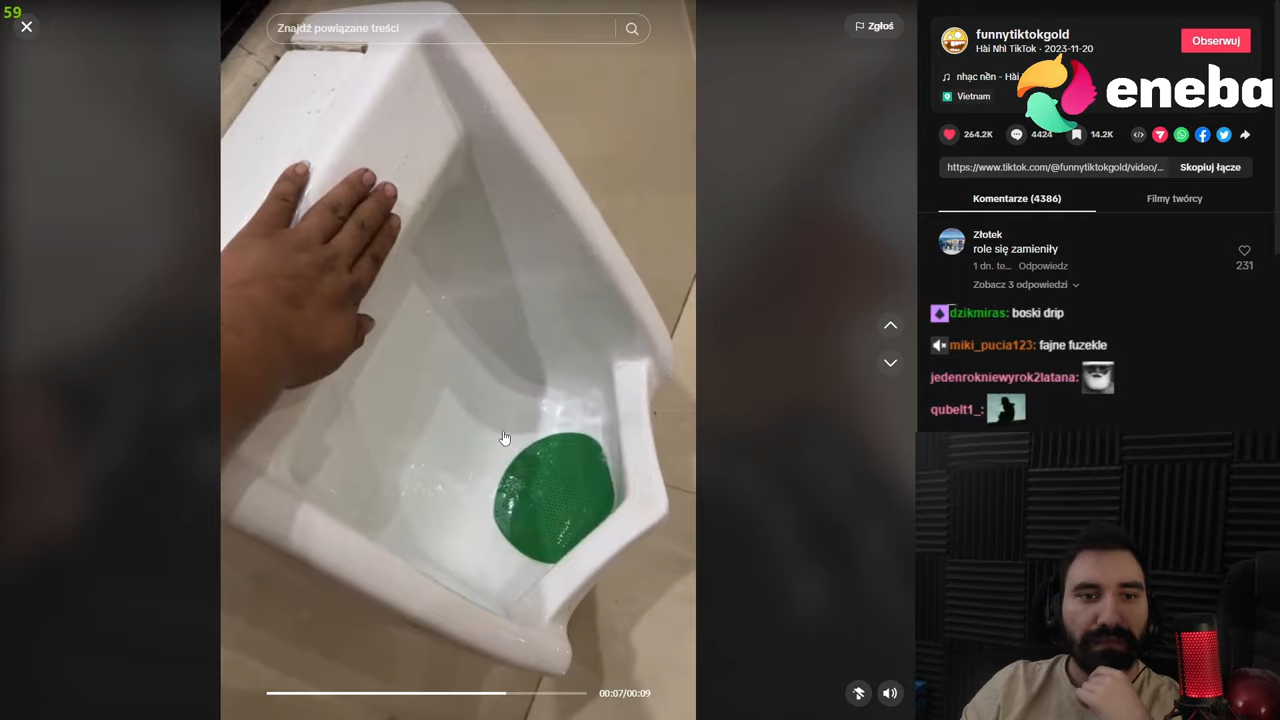 59
Znajdź powiązane treści
Zgłoś
funnytiktokgold
Hài Nhì TikTok · 2023-11-20
Obserwuj
nhạc nền - Hài
Vietnam
eneba
264.2K
4424
14.2K
https://www.tiktok.com/@funnytiktokgold/video/...
Skopiuj łącze
Komentarze (4386)
Filmy twórcy
Złotek
role się zamieniły
1 dn. te... Odpowiedz
231
Zobacz 3 odpowiedzi
dzikmiras: boski drip
miki_pucia123: fajne fuzekle
jedenrokniewyrok2latana:
qubelt1_:
00:07/00:09